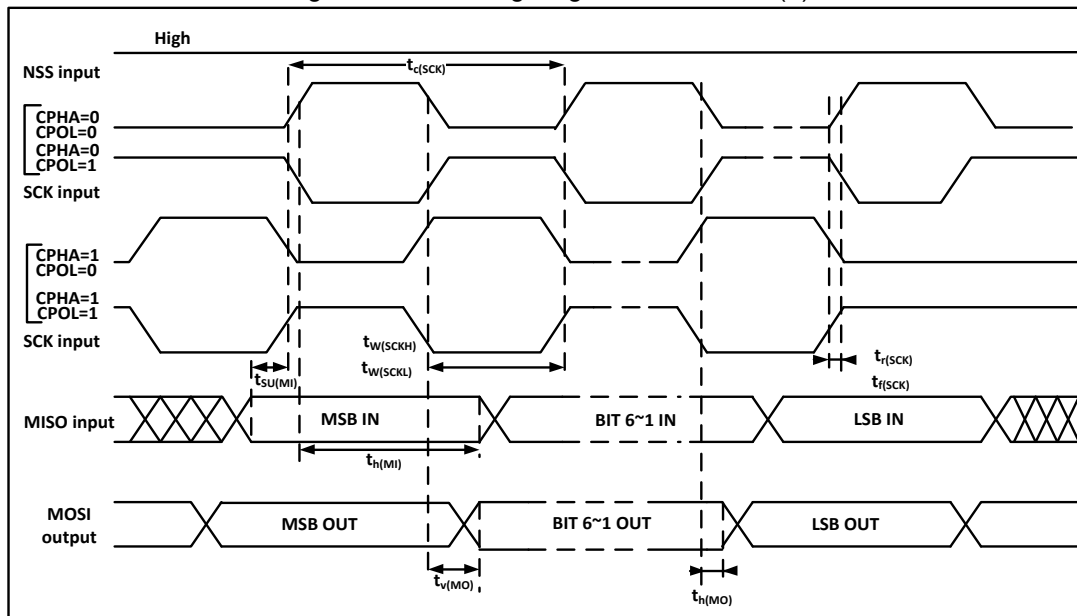 High
NSS input
tc(SCK)
CPHA=0
CPOL=0
CPHA=0
CPOL=1
SCK input
CPHA=1
CPOL=0
CPHA=1
CPOL=1
SCK input
tW(SCKH)
tW(SCKL)
tr(SCK)
tf(SCK)
tSU(MI)
MISO input
MSB IN
BIT 6~1 IN
LSB IN
th(MI)
MOSI
output
MSB OUT
BIT 6~1 OUT
LSB OUT
tv(MO)
th(MO)